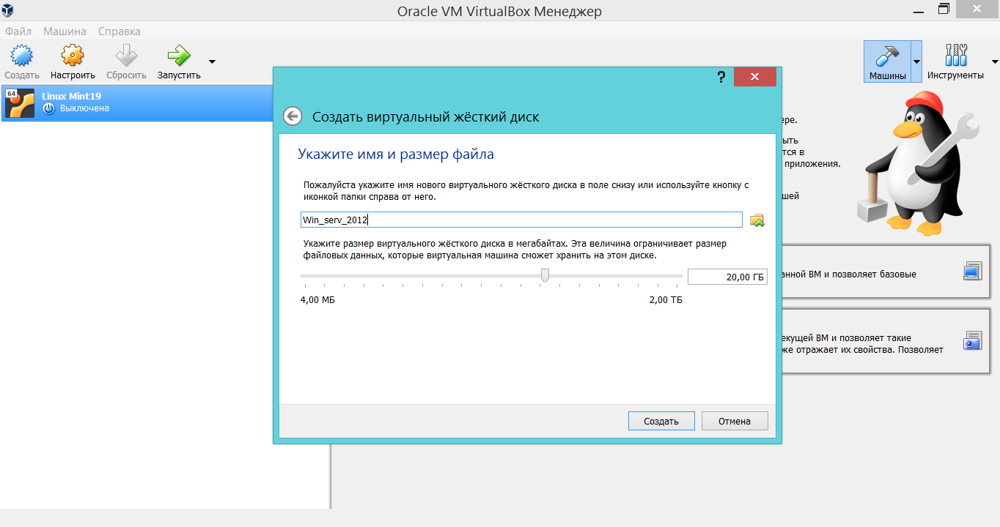 Oracle VM VirtualBox Менеджер
Файл Машина Справка
Создать Настроить Сбросить Запустить Машины Инструменты
64
Linux Mint19
Выключена
?
Создать виртуальный жёсткий диск
Укажите имя и размер файла
Пожалуйста укажите имя нового виртуального жёсткого диска в поле снизу или используйте кнопку с
иконкой папки справа от него.
Win_serv_2012
Укажите размер виртуального жёсткого диска в мегабайтах. Эта величина ограничивает размер
файловых данных, которые виртуальная машина сможет хранить на этом диске.
20,00 ГБ
4,00 МБ 2,00 ТБ
Создать Отмена
ере.
ыть
тся в
приложения.
шей
анной ВМ и позволяет базовые
екущей ВМ и позволяет такие
же отражает их свойства. Позволяет